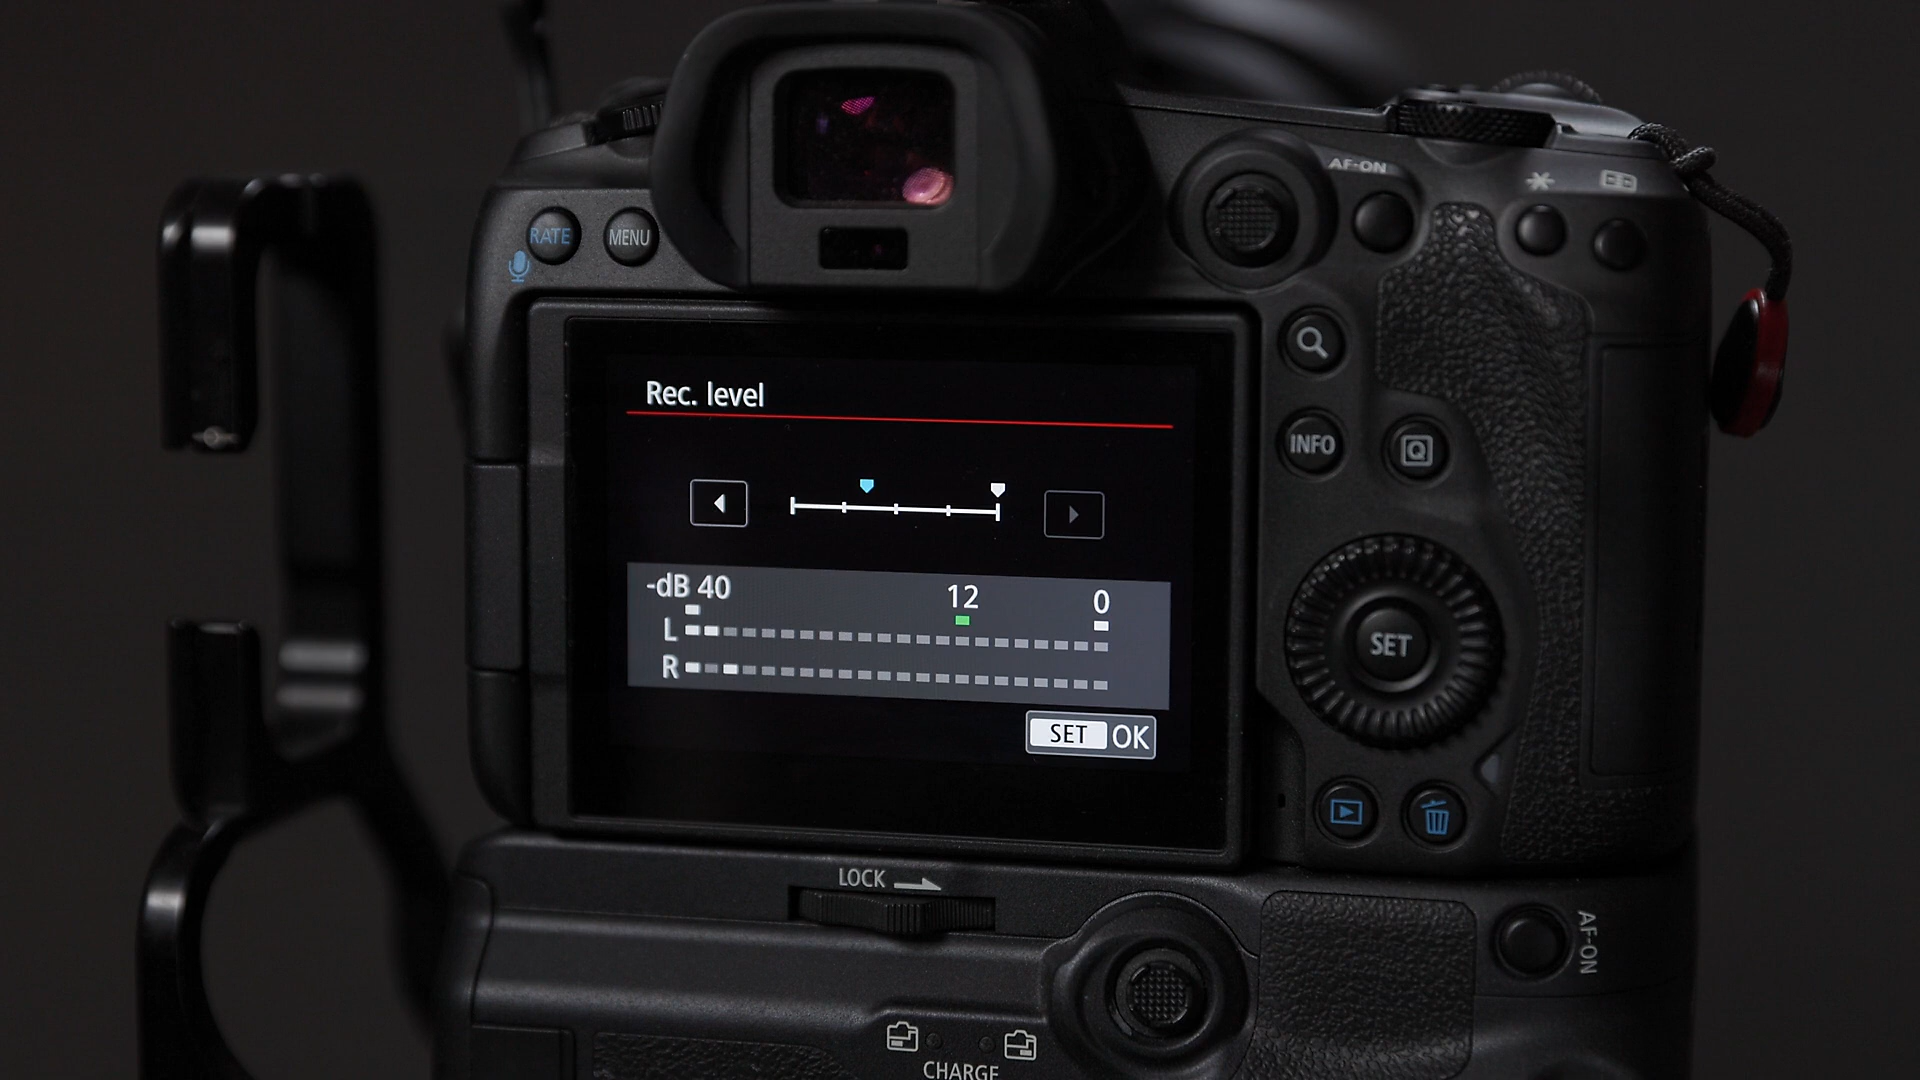 AF-ON
RATE
MENU
Rec. level
INFO
Q
-dB 40
12
0
L
R
SET
SET OK
LOCK
AF-ON
CHARGE